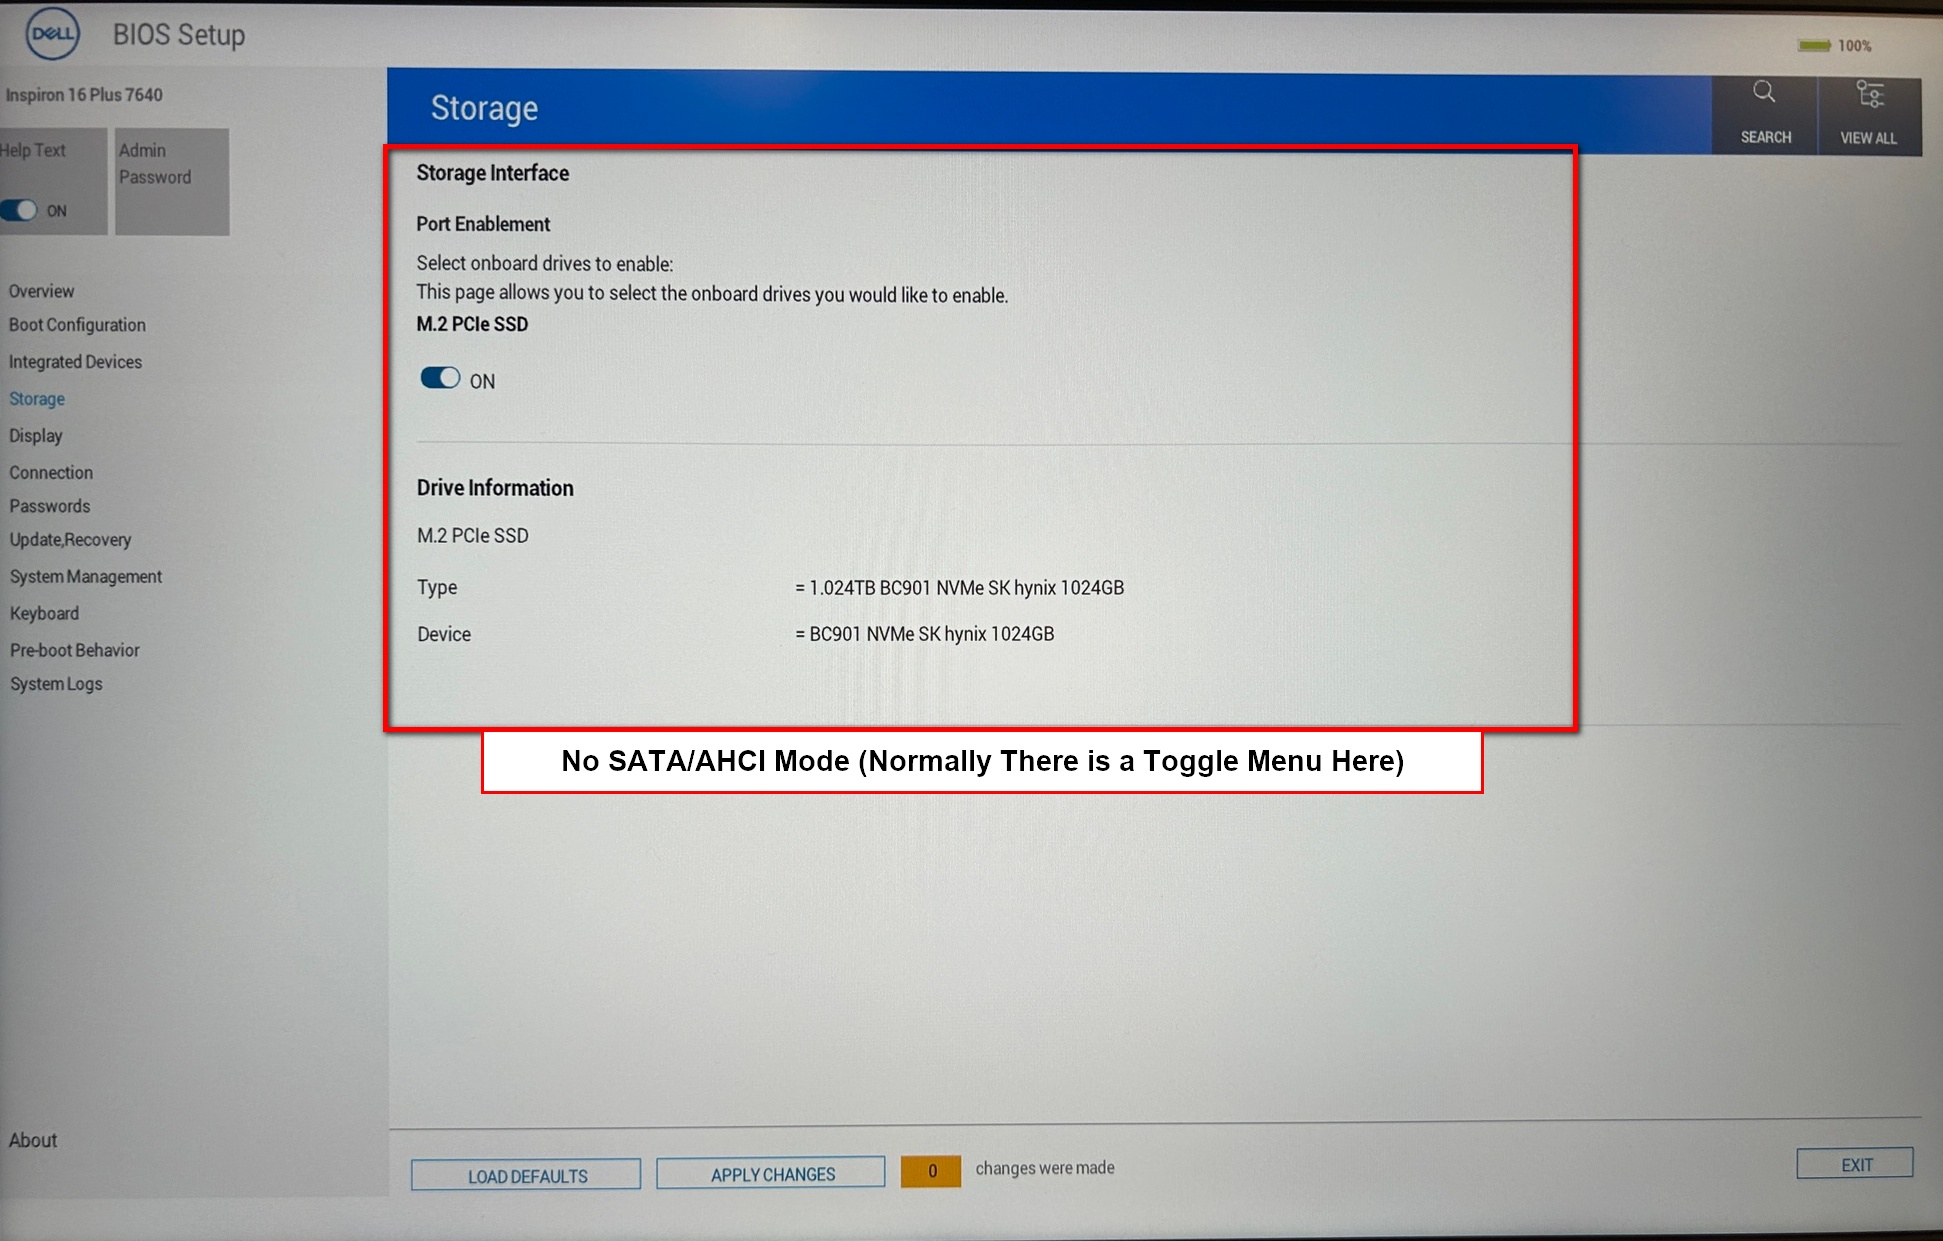 DELL
BIOS Setup
100%
Inspiron 16 Plus 7640
Help Text
ON
Admin
Password
Overview
Boot Configuration
Integrated Devices
Storage
Display
Connection
Passwords
Update,Recovery
System Management
Keyboard
Pre-boot Behavior
System Logs
About
Storage
SEARCH
VIEW ALL
Storage Interface
Port Enablement
Select onboard drives to enable:
This page allows you to select the onboard drives you would like to enable.
M.2 PCIe SSD
ON
Drive Information
M.2 PCIe SSD
Type = 1.024TB BC901 NVMe SK hynix 1024GB
Device = BC901 NVMe SK hynix 1024GB
No SATA/AHCI Mode (Normally There is a Toggle Menu Here)
LOAD DEFAULTS
APPLY CHANGES
0 changes were made
EXIT